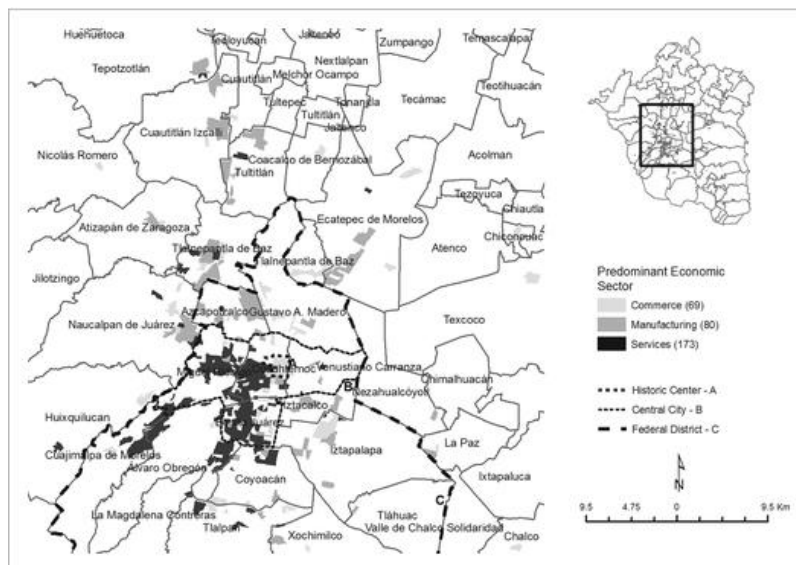 Huehuetoca
Teoloyucan
Jaltenco
Zumpango
Temascalapa
Tepotzotlán
Nextlalpan
Cuautitlán
Melchor Ocampo
Teotihuacán
Tultepec
Tonanitla
Tecámac
Tultitlán
Cuautitlán Izcalli
Jaltenco
Nicolás Romero
Coacalco de Berriozábal
Tultitlán
Acolman
Tezoyuca
Chiautla
Atizapán de Zaragoza
Ecatepec de Morelos
Tlalnepantla de Baz
Atenco
Tlalnepantla de Baz
Jilotzingo
Azcapotzalco
Gustavo A. Madero
Texcoco
Naucalpan de Juárez
Venustiano Carranza
Chimalhuacán
B
Nezahualcóyotl
Huixquilucan
Iztacalco
La Paz
Iztapalapa
Cuajimalpa de Morelos
Álvaro Obregón
Coyoacán
Ixtapaluca
C
La Magdalena Contreras
Tláhuac
Tlalpan
Valle de Chalco Solidaridad
Xochimilco
Chalco
Predominant Economic
Sector
Commerce (69)
Manufacturing (80)
Services (173)
Historic Center - A
Central City - B
Federal District - C
N
9.5 4.75 0 9.5 Km